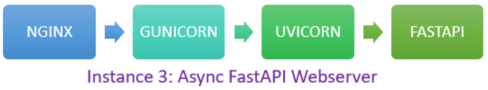 NGINX
GUNICORN
UVICORN
FASTAPI
Instance 3: Async FastAPI Webserver